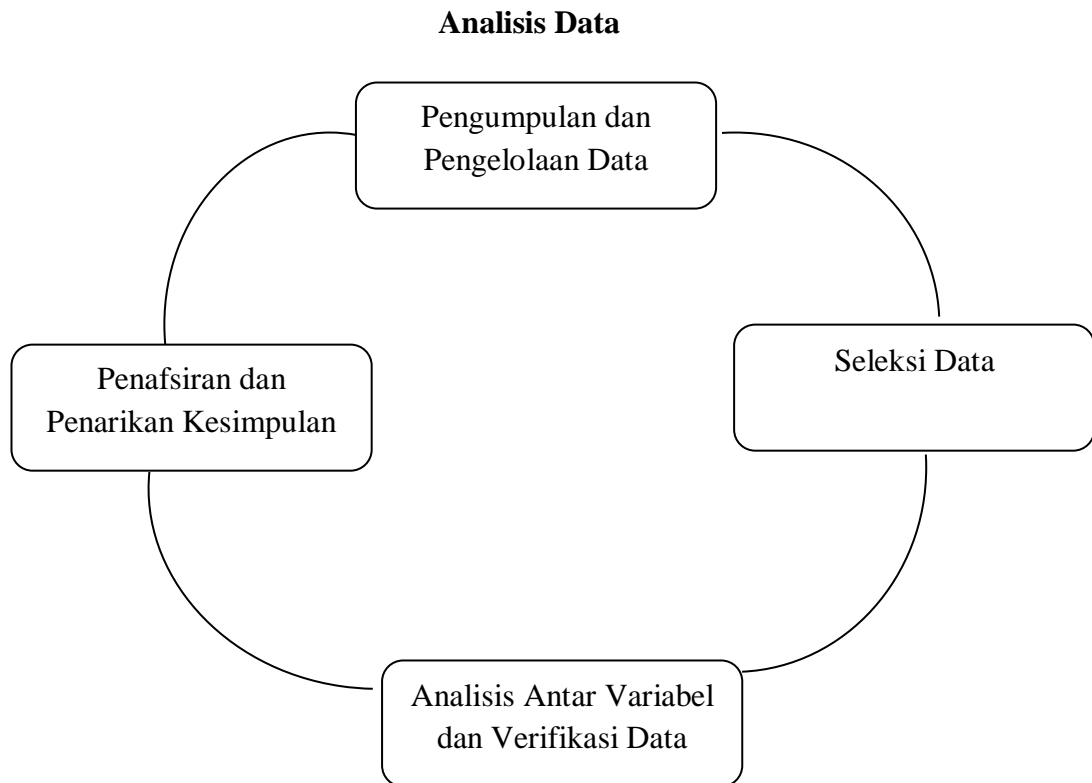 Analisis Data
Pengumpulan dan
Pengelolaan Data
Seleksi Data
Penafsiran dan
Penarikan Kesimpulan
Analisis Antar Variabel
dan Verifikasi Data